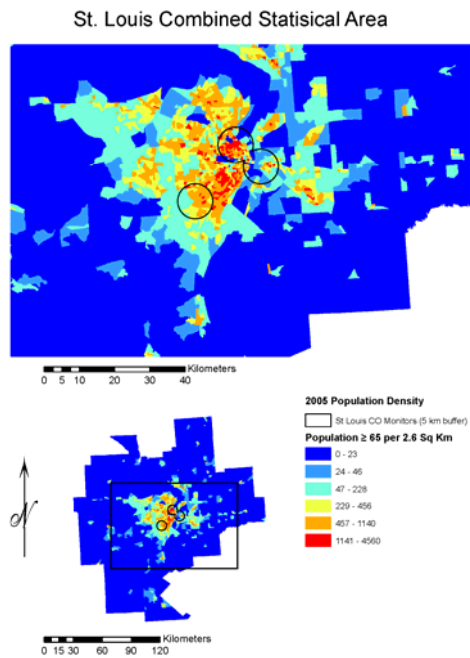 St. Louis Combined Statisical Area
Kilometers
0 5 10 20 30 40
2005 Population Density
St Louis CO Monitors (5 km buffer)
Population ≥ 65 per 2.6 Sq Km
0 - 23
24 - 46
47 - 228
229 - 456
457 - 1140
1141 - 4560
N
Kilometers
0 15 30 60 90 120